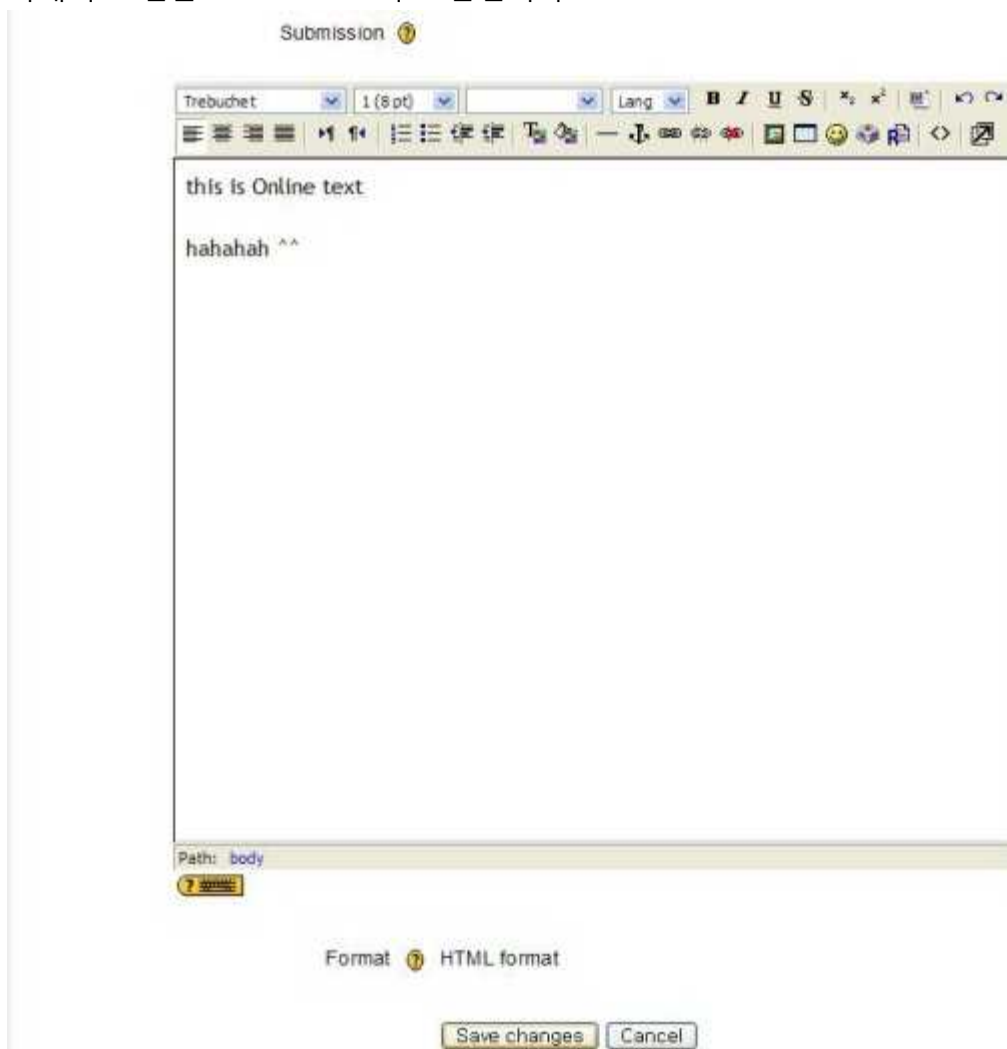 Submission
Trebuchet 1 (8 pt) Lang B I U S
this is Online text
hahahah ^^
Path: body
Format HTML format
Save changes Cancel